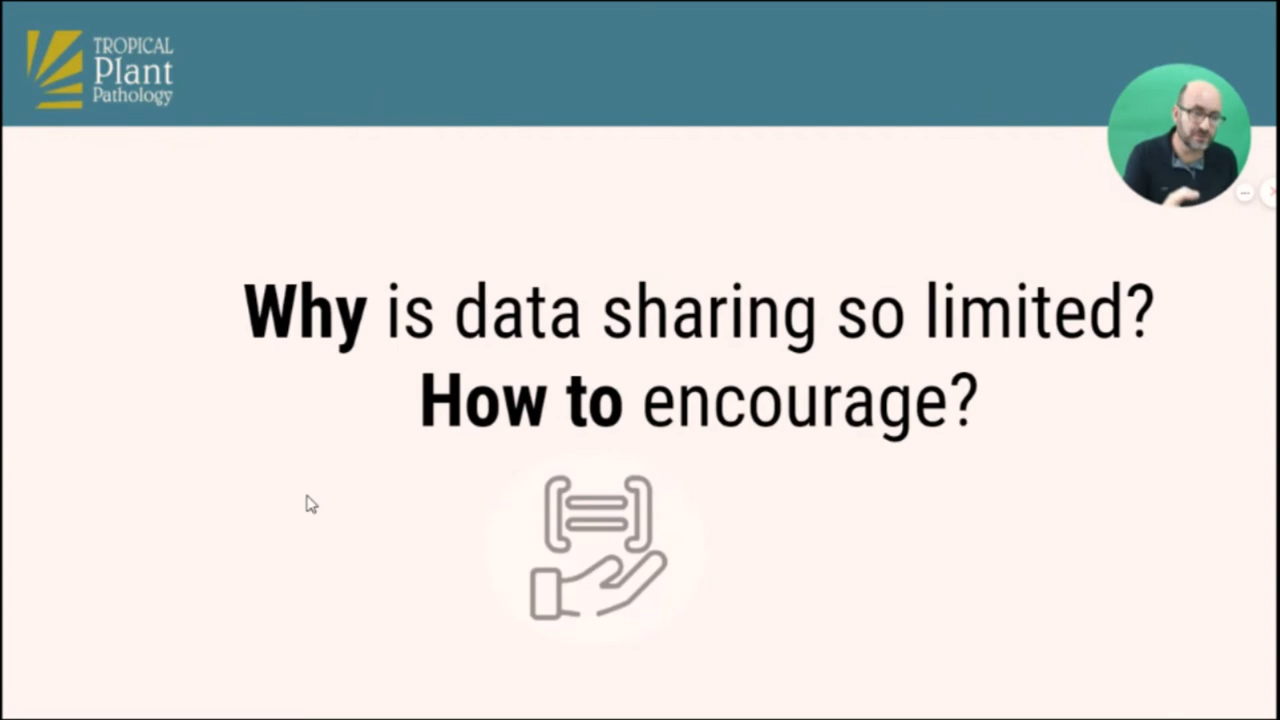 TROPICAL
Plant
Pathology
Why is data sharing so limited?
How to encourage?